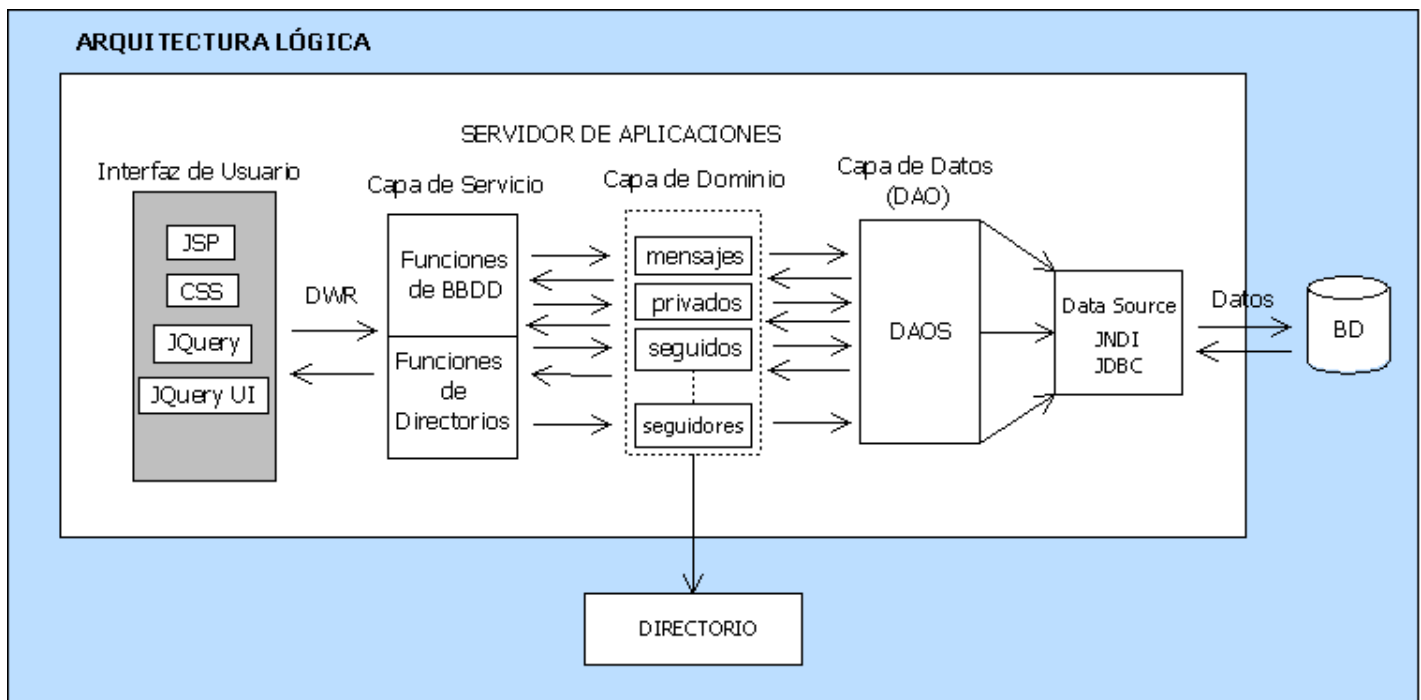 ARQUITECTURA LÓGICA
SERVIDOR DE APLICACIONES
Interfaz de Usuario
JSP
CSS
JQuery
JQuery UI
DWR
Capa de Servicio
Funciones
de BBDD
Funciones
de
Directorios
Capa de Dominio
mensajes
privados
seguidos
seguidores
Capa de Datos
(DAO)
DAOS
Data Source
JNDI
JDBC
Datos
BD
DIRECTORIO